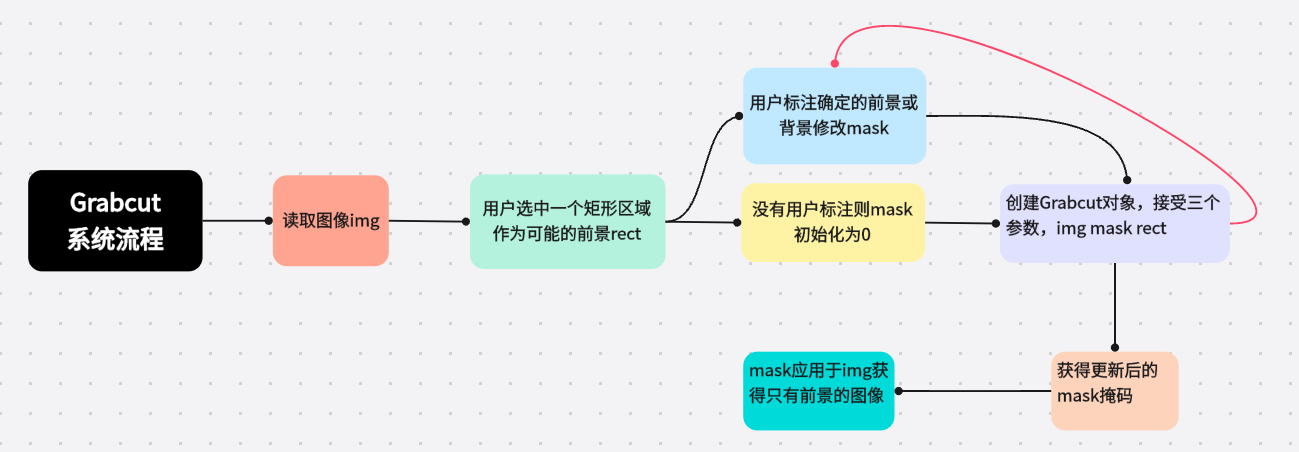 Grabcut
系统流程
读取图像img
用户选中一个矩形区域
作为可能的前景rect
用户标注确定的前景或
背景修改mask
没有用户标注则mask
初始化为0
创建Grabcut对象，接受三个
参数，img mask rect
获得更新后的
mask掩码
mask应用于img获
得只有前景的图像